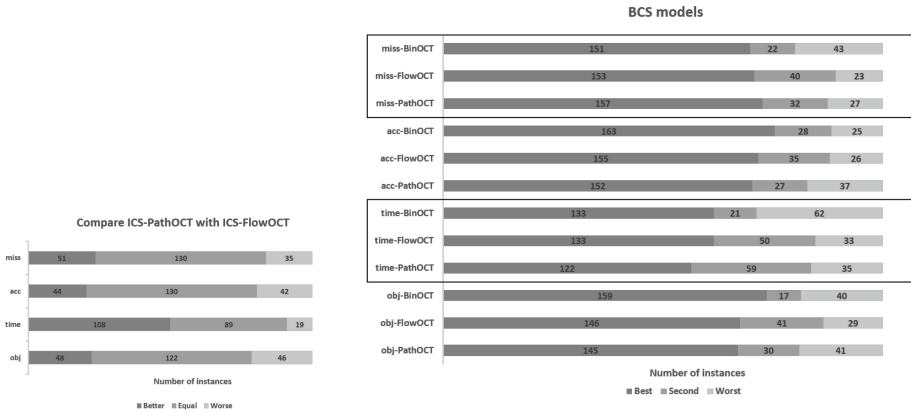 Compare ICS-PathOCT with ICS-FlowOCT
miss 51 130 35
acc 44 130 42
time 108 89 19
obj 48 122 46
Number of instances
Better Equal Worse
BCS models
miss-BinOCT 151 22 43
miss-FlowOCT 153 40 23
miss-PathOCT 157 32 27
acc-BinOCT 163 28 25
acc-FlowOCT 155 35 26
acc-PathOCT 152 27 37
time-BinOCT 133 21 62
time-FlowOCT 133 50 33
time-PathOCT 122 59 35
obj-BinOCT 159 17 40
obj-FlowOCT 146 41 29
obj-PathOCT 145 30 41
Number of instances
Best Second Worst